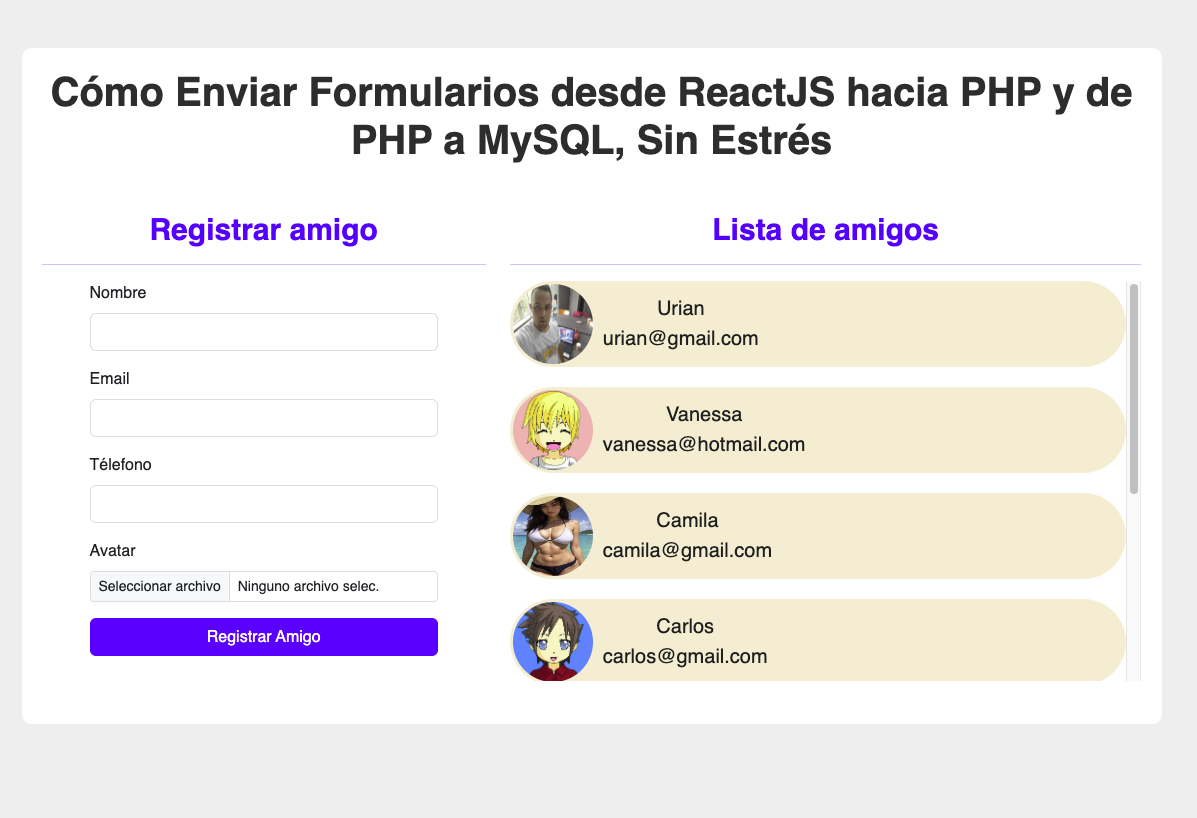 Cómo Enviar Formularios desde ReactJS hacia PHP y de
PHP a MySQL, Sin Estrés
Registrar amigo
Nombre
Email
Télefono
Avatar
Seleccionar archivo Ninguno archivo selec.
Registrar Amigo
Lista de amigos
Urian
urian@gmail.com
Vanessa
vanessa@hotmail.com
Camila
camila@gmail.com
Carlos
carlos@gmail.com